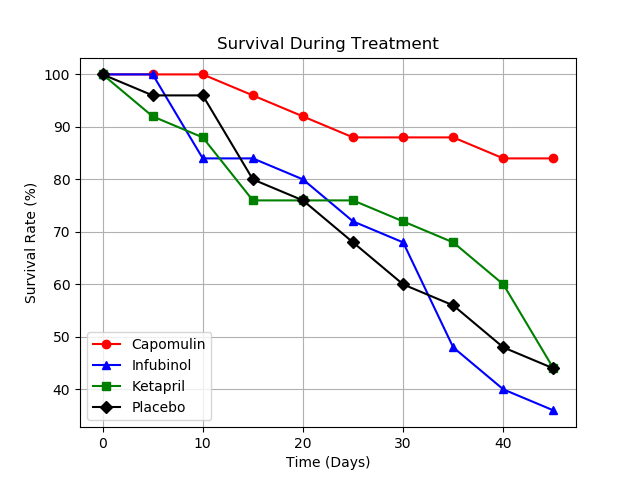 Survival During Treatment
100
90
80
70
60
50
40
Survival Rate (%)
Capomulin
Infubinol
Ketapril
Placebo
0 10 20 30 40
Time (Days)